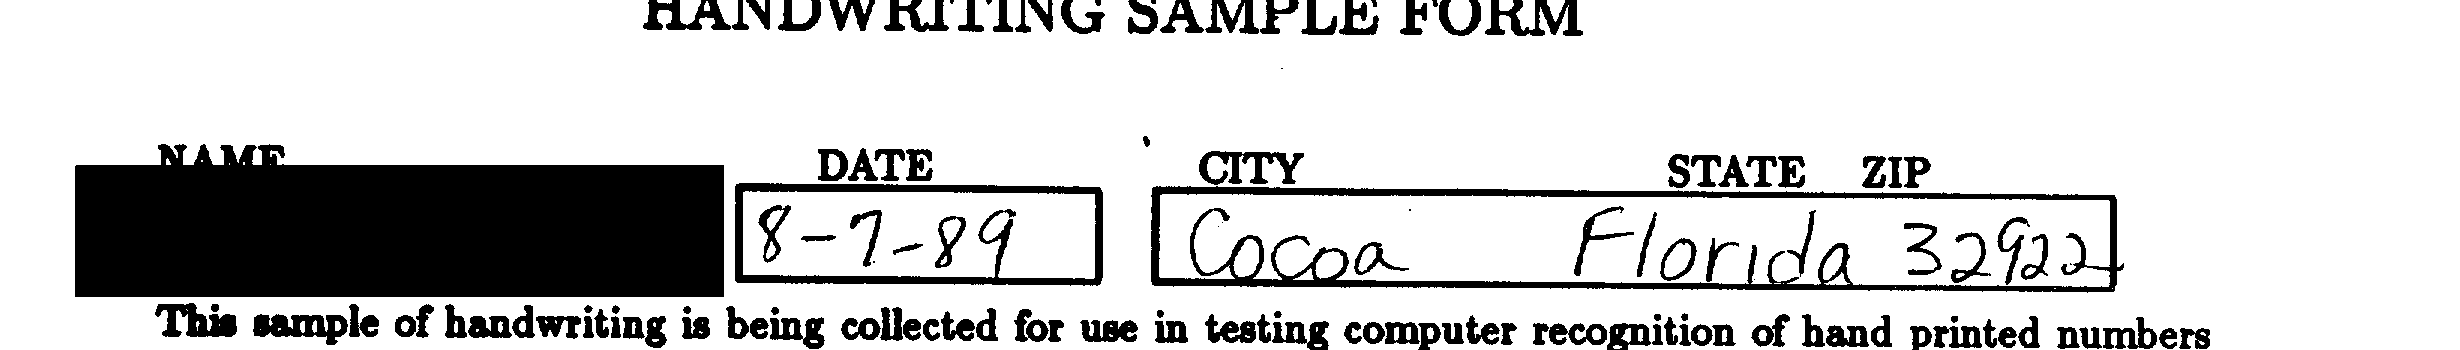 HANDWRITING SAMPLE FORM
NAME DATE CITY STATE ZIP
8-7-89 Cocoa Florida 32922
This sample of handwriting is being collected for use in testing computer recognition of hand printed numbers